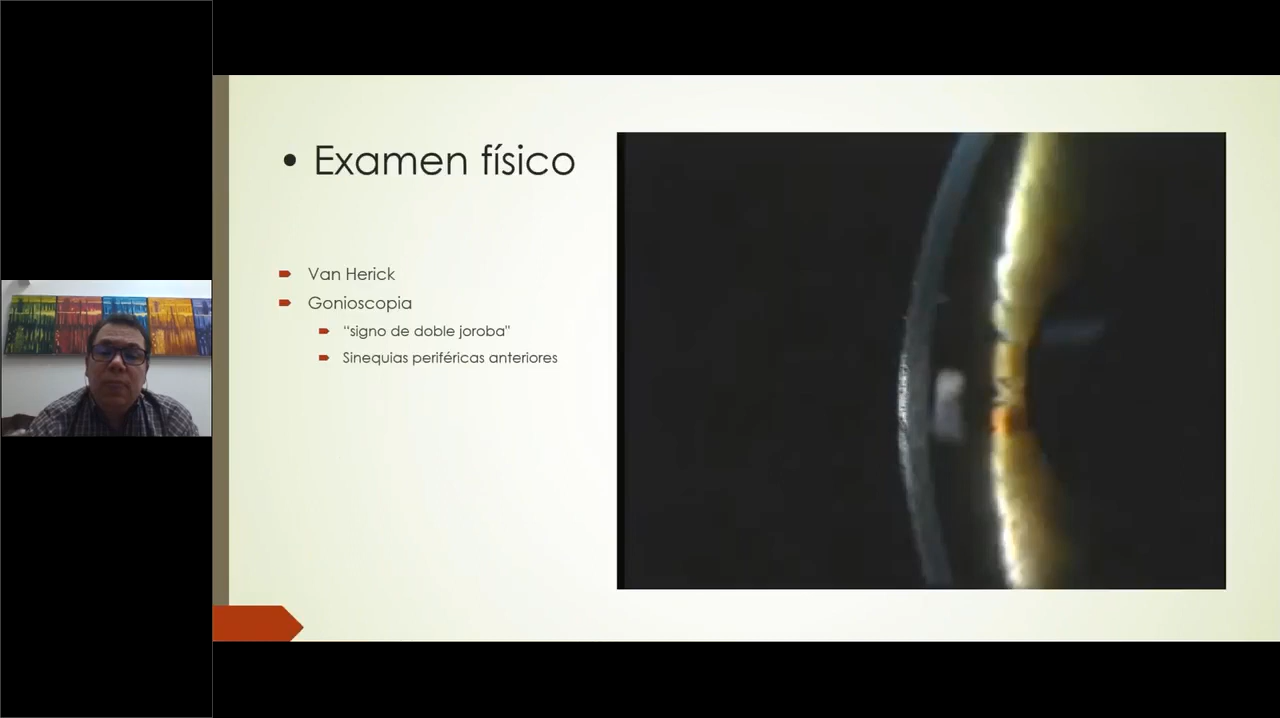 • Examen físico
Van Herick
Gonioscopia
"signo de doble joroba"
Sinequias periféricas anteriores